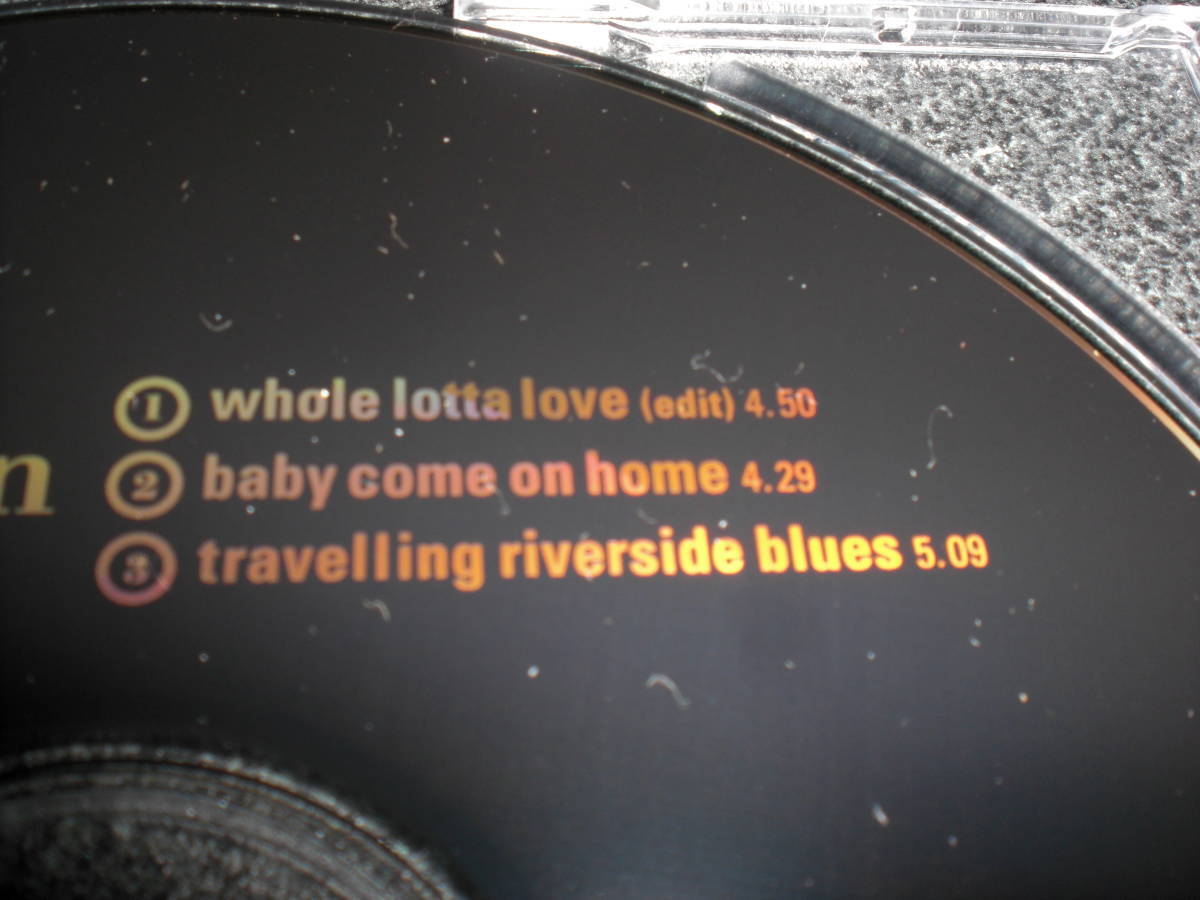 1 whole lotta love (edit) 4.50
n 2 baby come on home 4.29
3 travelling riverside blues 5.09